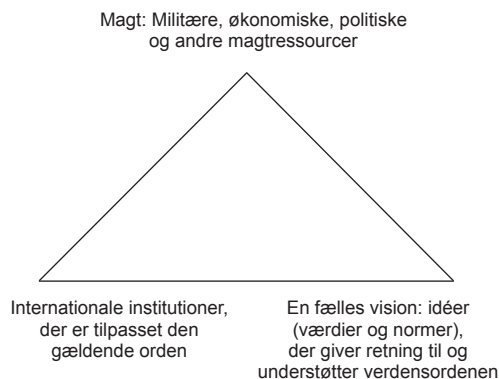 Magt: Militære, økonomiske, politiske
og andre magtressourcer
Internationale institutioner,
der er tilpasset den
gældende orden
En fælles vision: idéer
(værdier og normer),
der giver retning til og
understøtter verdensordenen